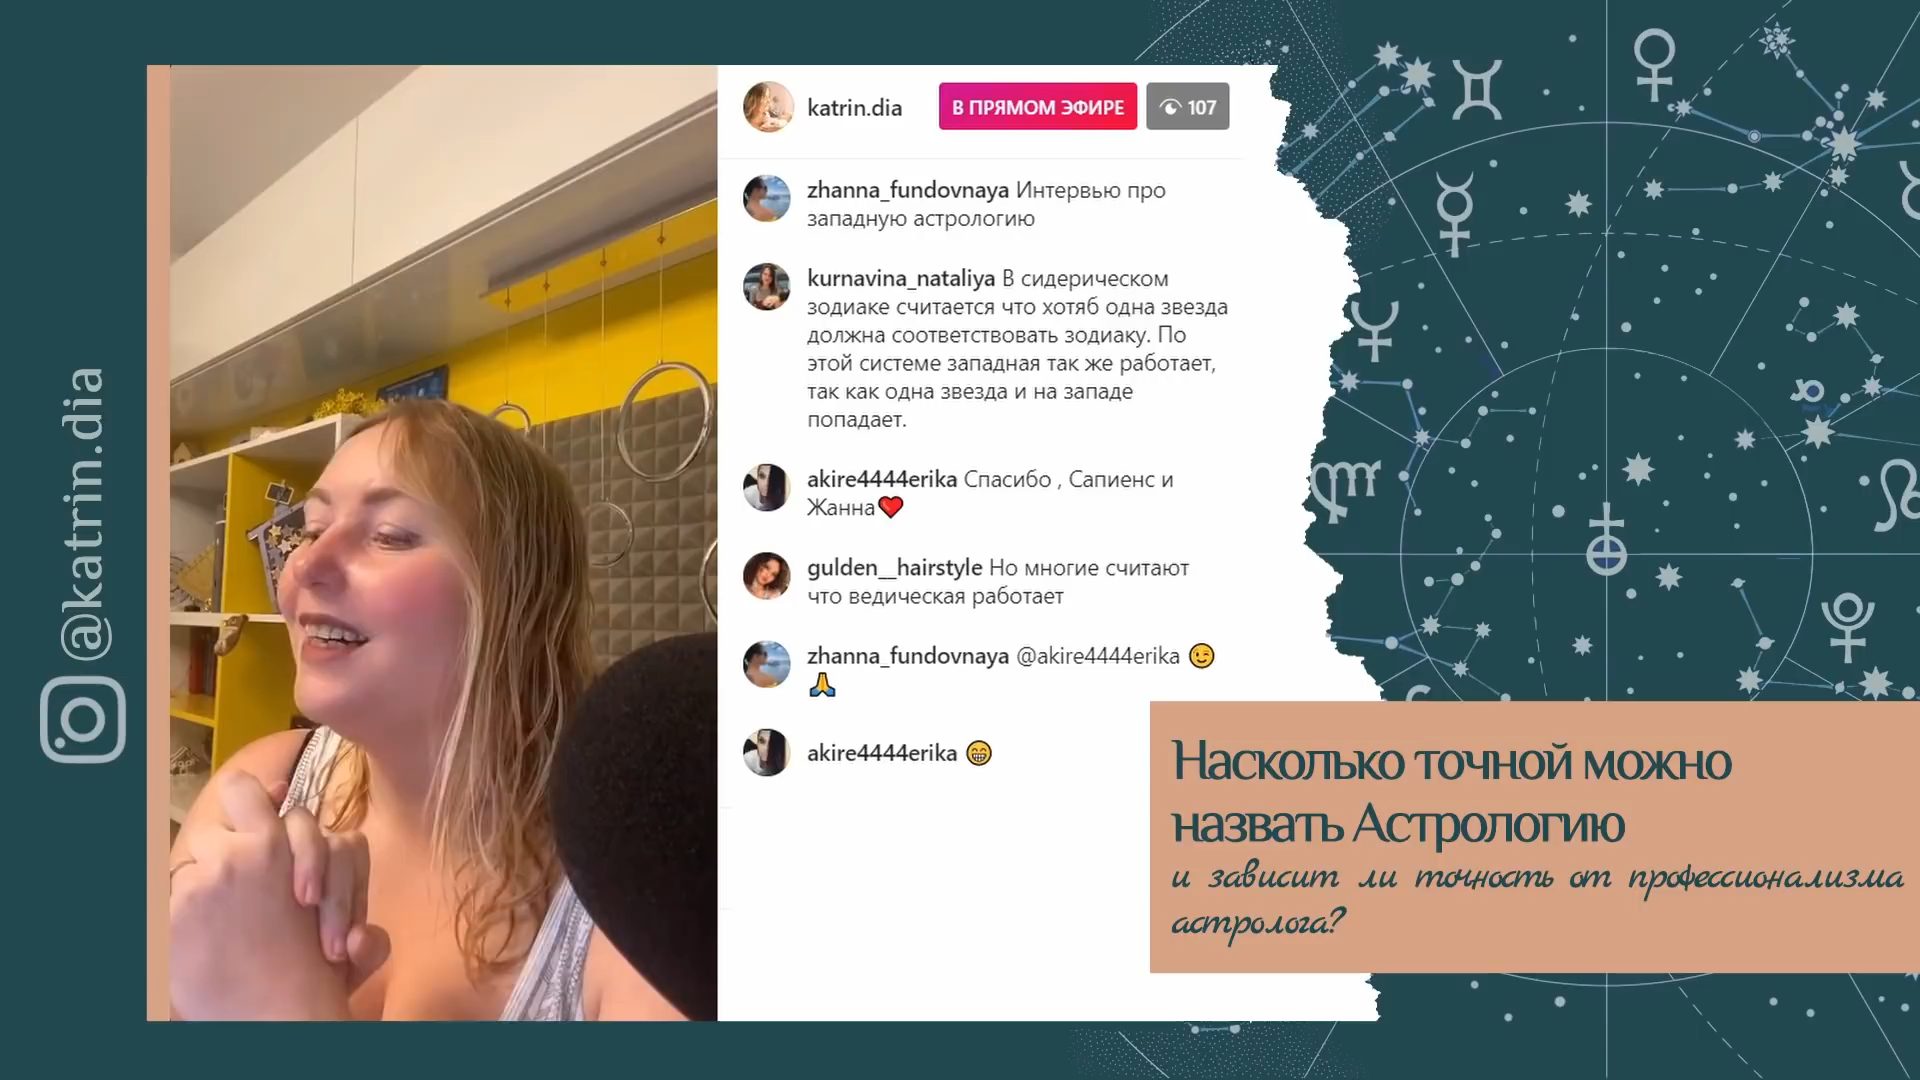 @katrin.dia
katrin.dia
В ПРЯМОМ ЭФИРЕ
107
zhanna_fundovnaya Интервью про
западную астрологию
kurnavina_nataliya В сидерическом
зодиаке считается что хотяб одна звезда
должна соответствовать зодиаку. По
этой системе западная так же работает,
так как одна звезда и на западе
попадает.
akire4444erika Спасибо , Сапиенс и
Жанна❤️
gulden__hairstyle Но многие считают
что ведическая работает
zhanna_fundovnaya @akire4444erika 😉
🙏
akire4444erika 😁
Насколько точной можно
назвать Астрологию
и зависит ли точность от профессионализма
астролога?